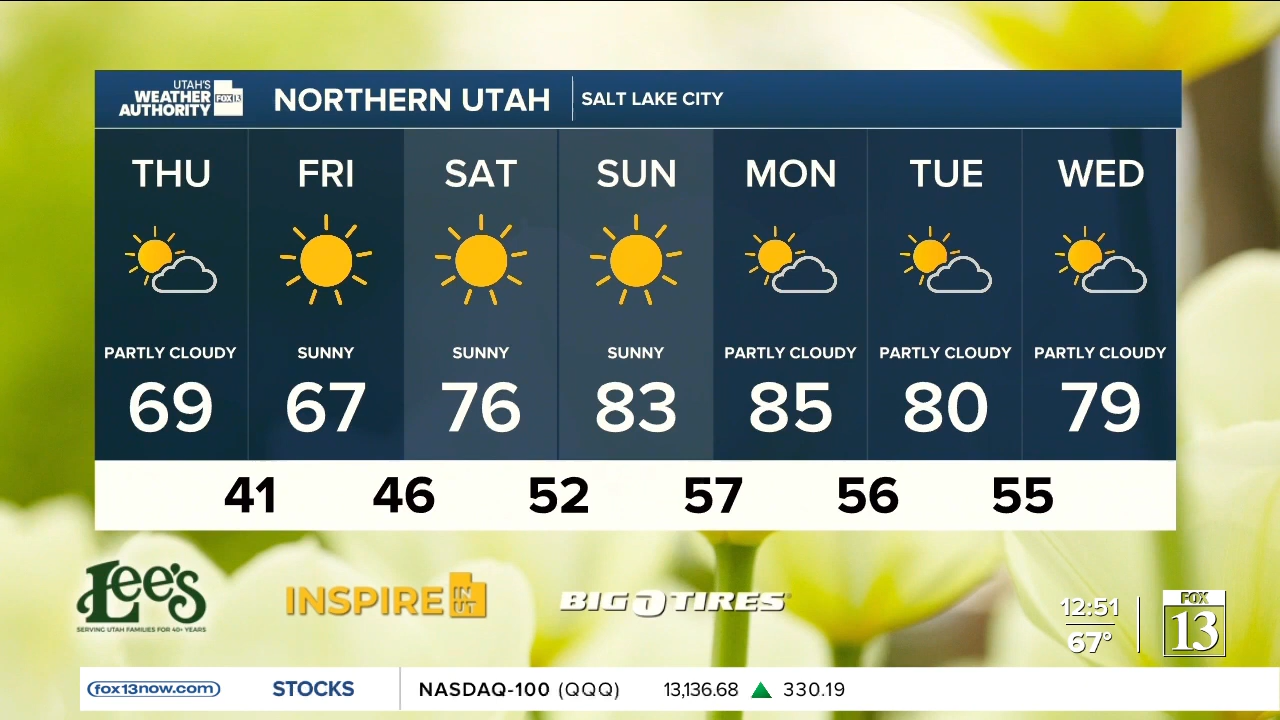 UTAH'S
WEATHER
AUTHORITY
FOX 13
NORTHERN UTAH
SALT LAKE CITY
THU FRI SAT SUN MON TUE WED
PARTLY CLOUDY SUNNY SUNNY SUNNY PARTLY CLOUDY PARTLY CLOUDY PARTLY CLOUDY
69 67 76 83 85 80 79
41 46 52 57 56 55
Lee's
SERVING UTAH FAMILIES FOR 40+ YEARS
INSPIRE IN UT
BIG O TIRES
12:51
67°
FOX
13
fox13now.com STOCKS NASDAQ-100 (QQQ) 13,136.68 ▲ 330.19